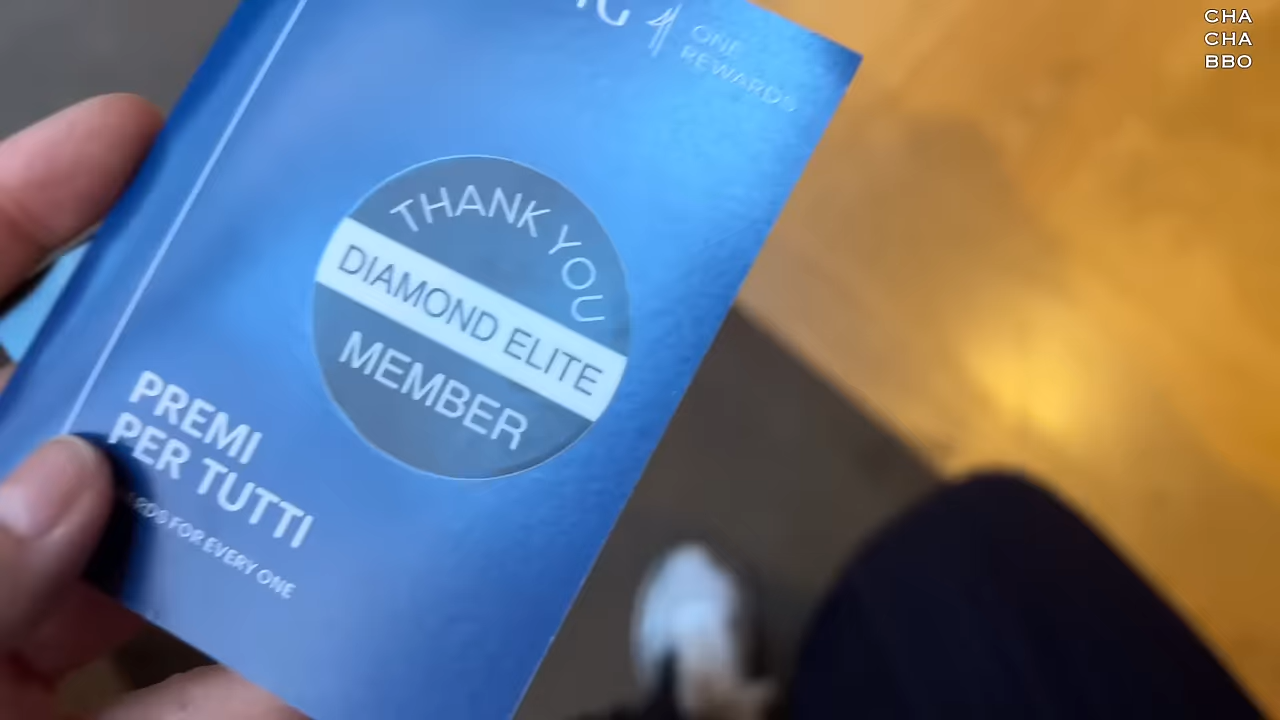 CHA
CHA
BBO
ONE
REWARDS
THANK YOU
DIAMOND ELITE
MEMBER
PREMI
PER TUTTI
FOR EVERY ONE